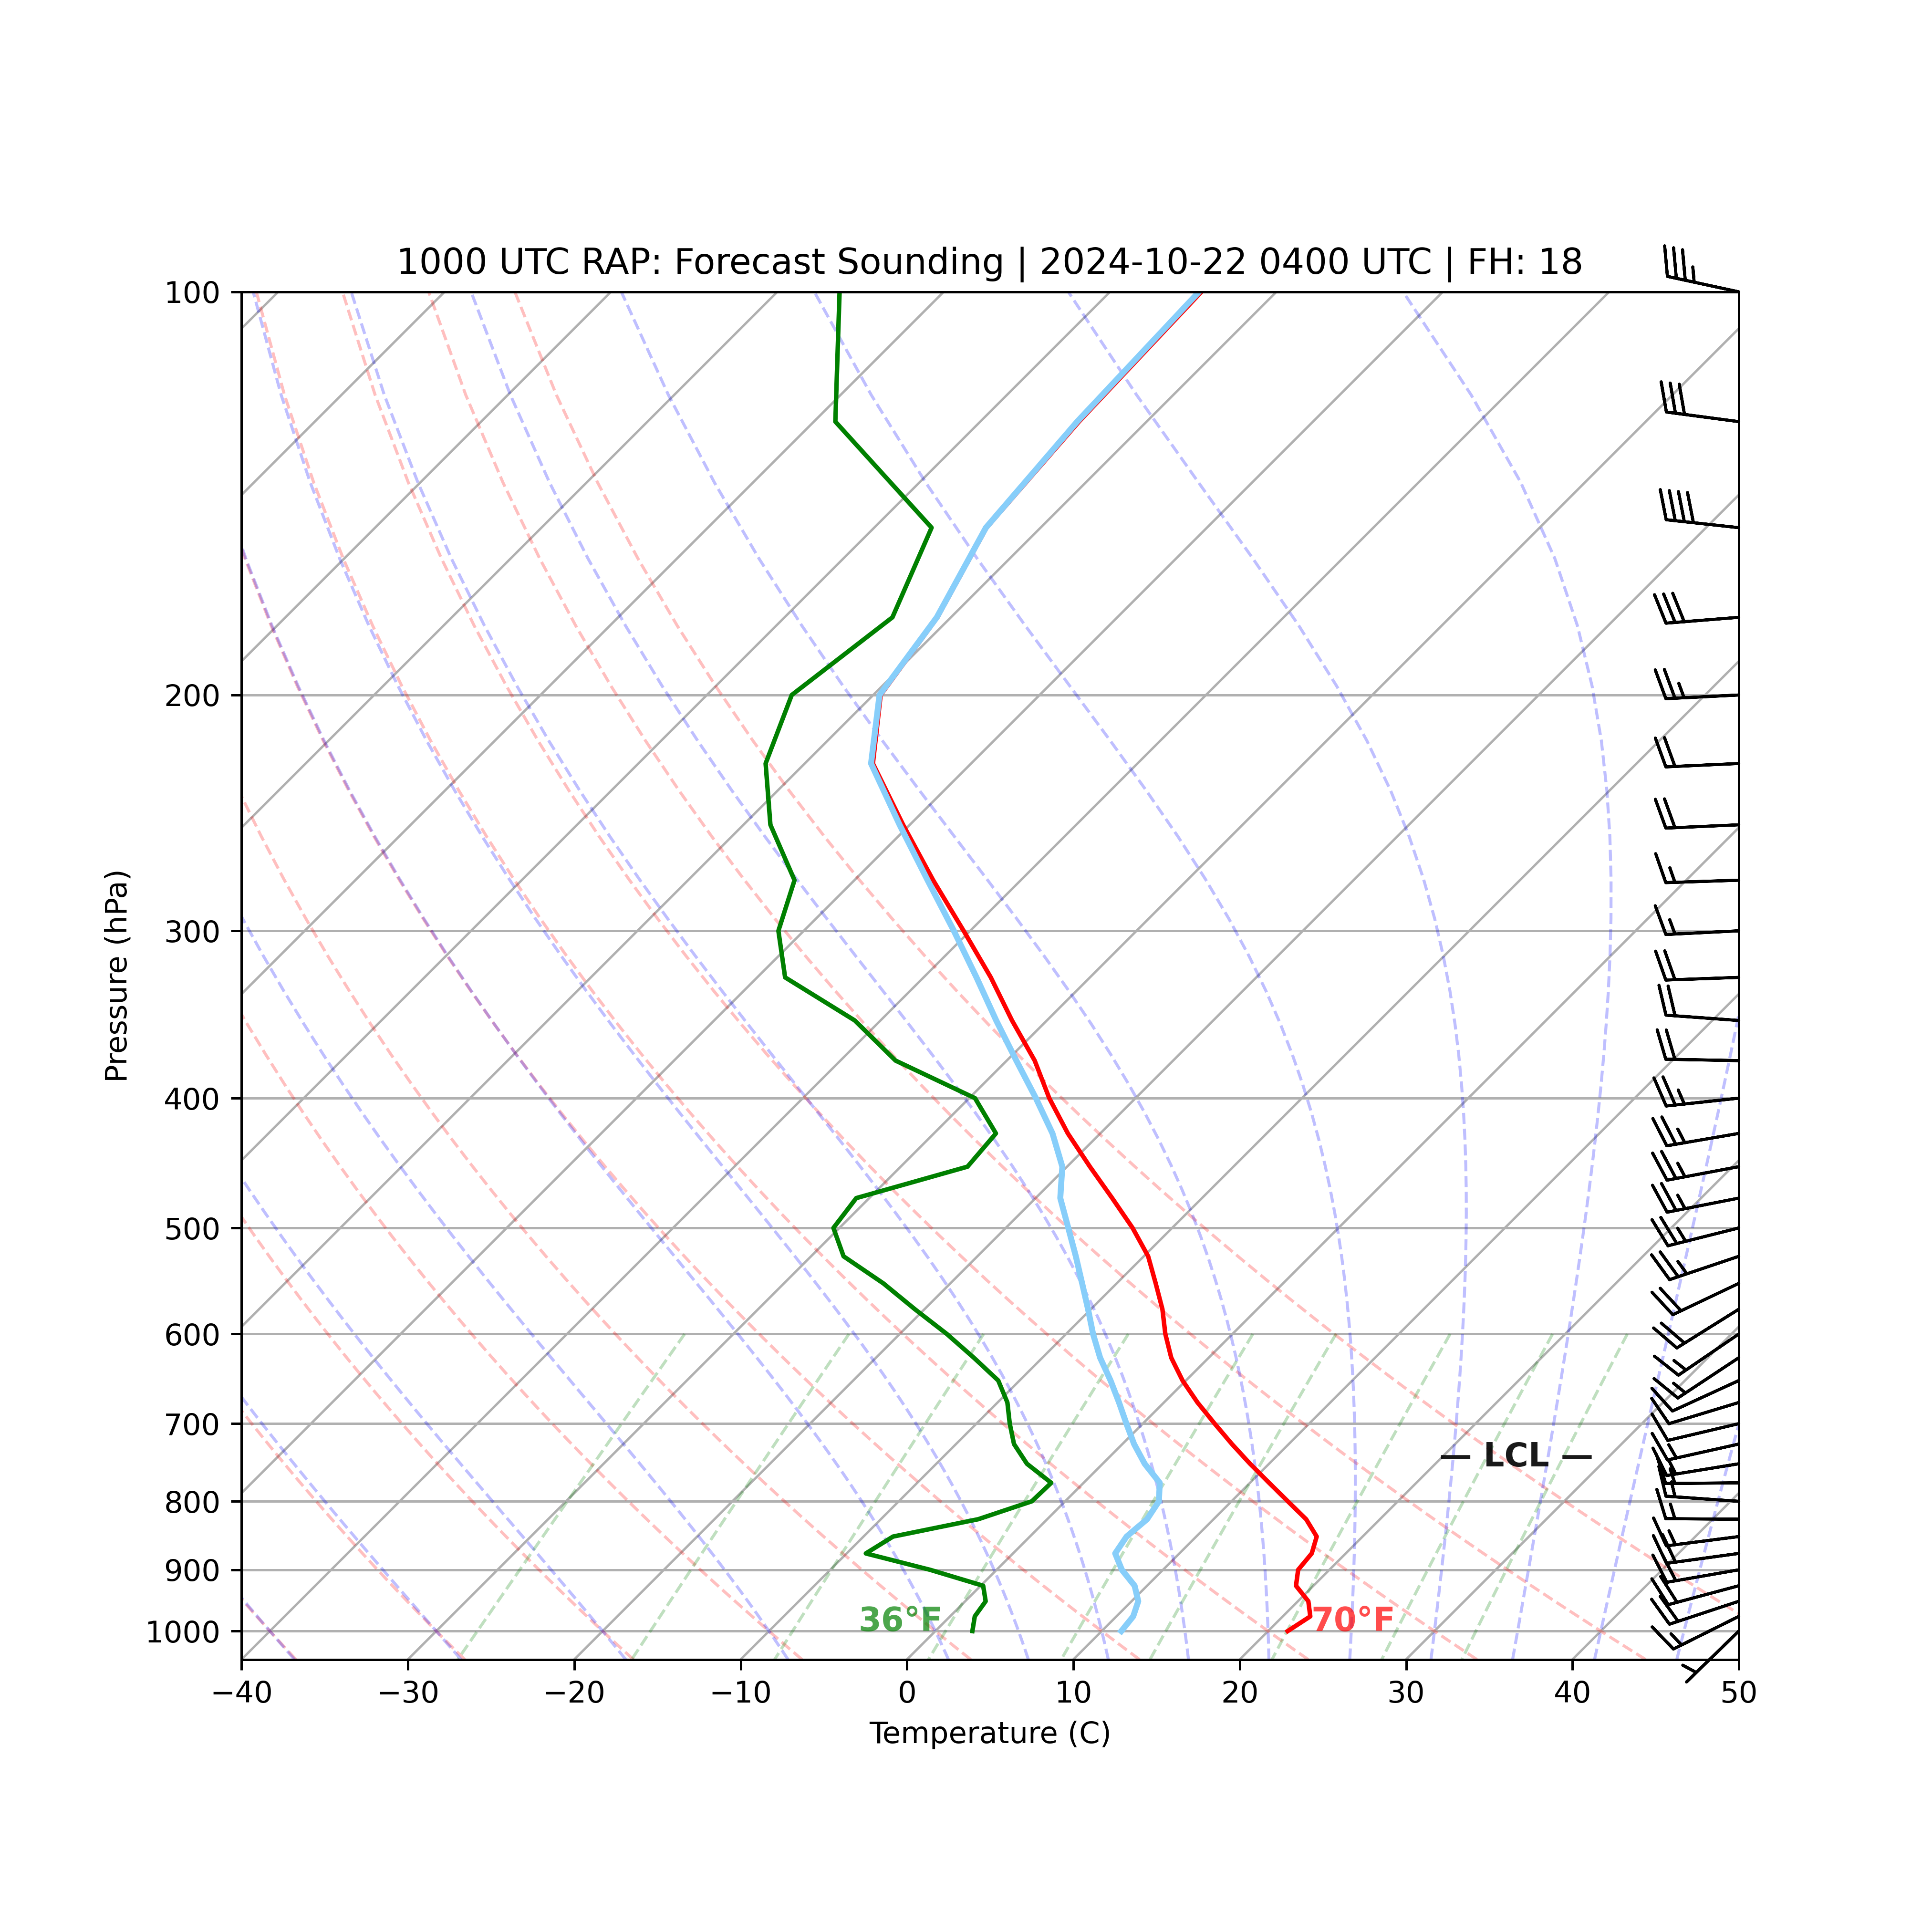 1000 UTC RAP: Forecast Sounding | 2024-10-22 0400 UTC | FH: 18
100
200
300
400
500
600
700
800
900
1000
Pressure (hPa)
— LCL —
36°F
70°F
−40 −30 −20 −10 0 10 20 30 40 50
Temperature (C)